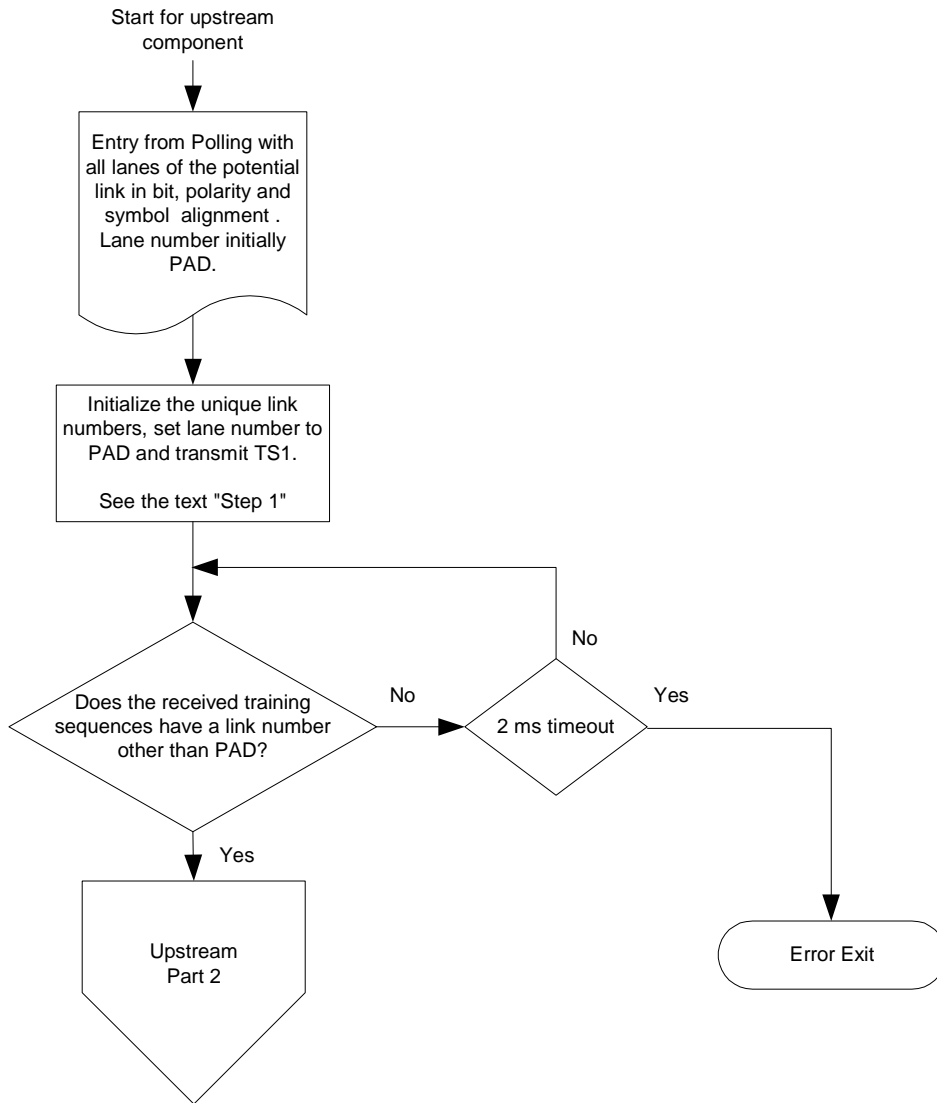 Start for upstream
component
Entry from Polling with
all lanes of the potential
link in bit, polarity and
symbol alignment .
Lane number initially
PAD.
Initialize the unique link
numbers, set lane number to
PAD and transmit TS1.
See the text "Step 1"
No
Does the received training
sequences have a link number
other than PAD?
No
2 ms timeout
Yes
Yes
Upstream
Part 2
Error Exit